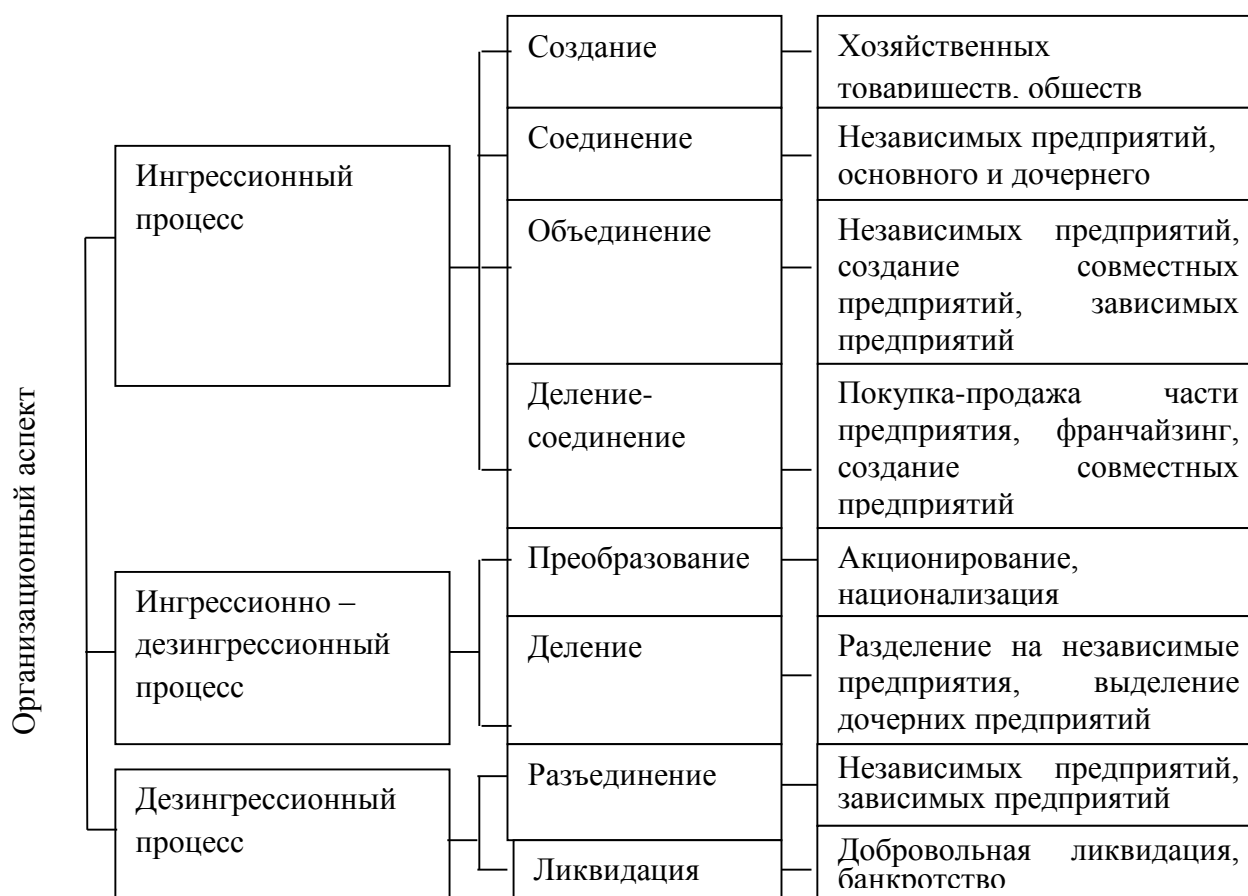 Организационный аспект
Ингрессионный
процесс
Ингрессионно –
дезингрессионный
процесс
Дезингрессионный
процесс
Создание
Соединение
Объединение
Деление-
соединение
Преобразование
Деление
Разъединение
Ликвидация
Хозяйственных
товариществ, обществ
Независимых предприятий,
основного и дочернего
Независимых предприятий,
создание совместных
предприятий, зависимых
предприятий
Покупка-продажа части
предприятия, франчайзинг,
создание совместных
предприятий
Акционирование,
национализация
Разделение на независимые
предприятия, выделение
дочерних предприятий
Независимых предприятий,
зависимых предприятий
Добровольная ликвидация,
банкротство